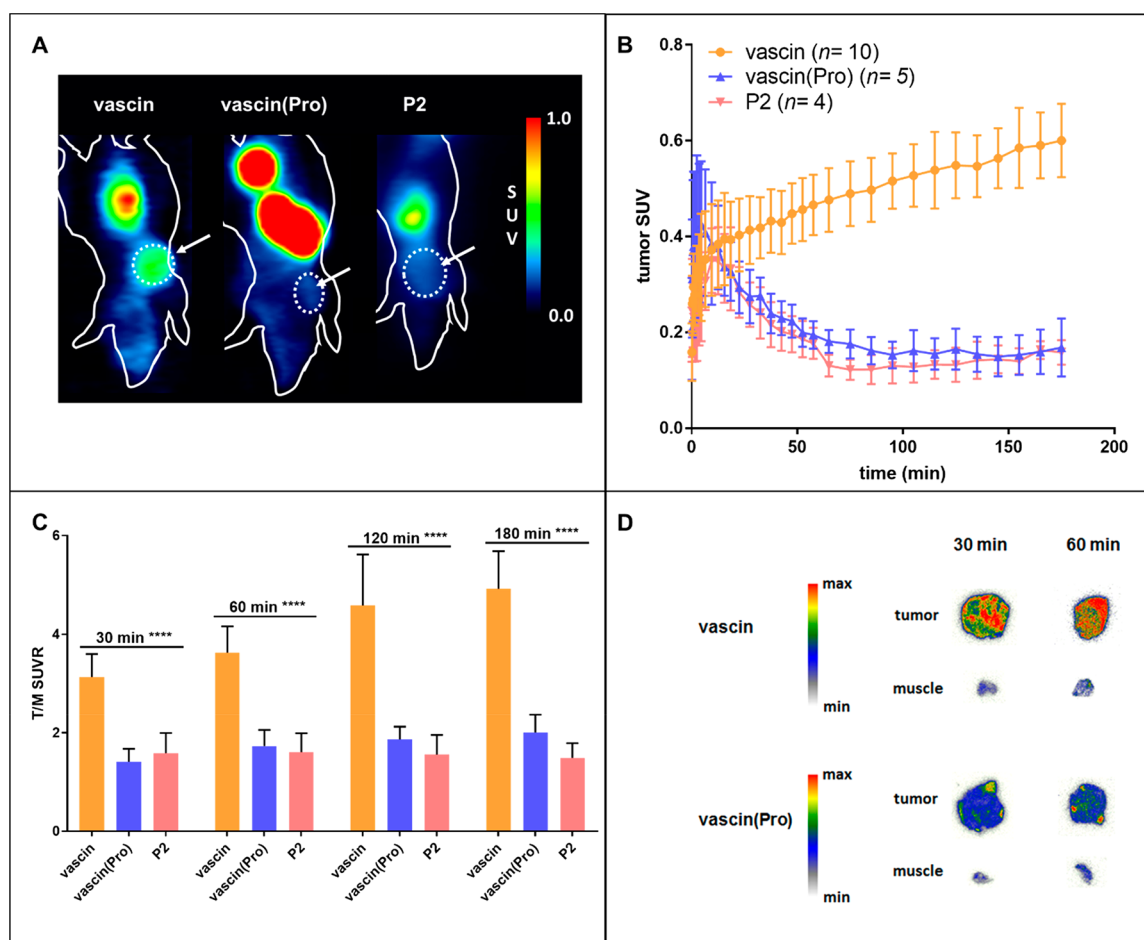 A
vascin
vascin(Pro)
P2
1.0
S
U
V
0.0
B
vascin (n= 10)
vascin(Pro) (n= 5)
P2 (n= 4)
0.8
0.6
0.4
0.2
0.0
tumor SUV
0
50
100
150
200
time (min)
C
6
4
2
0
T/M SUVR
30 min ****
60 min ****
120 min ****
180 min ****
vascin
vascin(Pro)
P2
vascin
vascin(Pro)
P2
vascin
vascin(Pro)
P2
vascin
vascin(Pro)
P2
D
30 min
60 min
vascin
max
min
tumor
muscle
vascin(Pro)
max
min
tumor
muscle